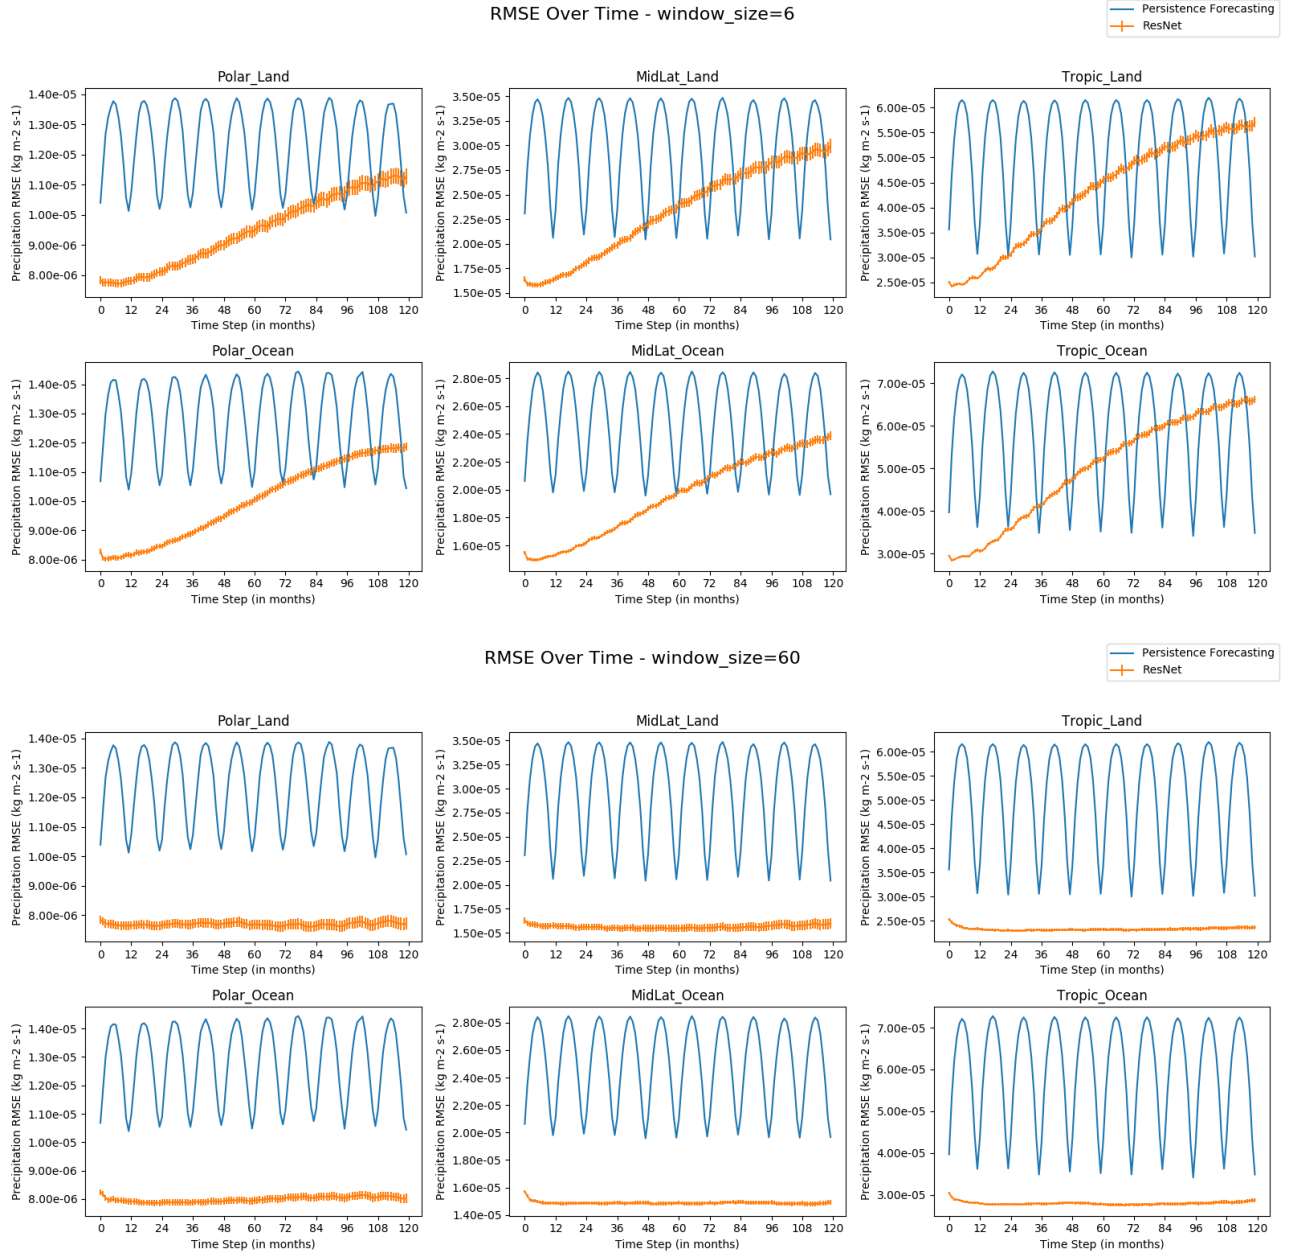 RMSE Over Time - window_size=6
Persistence Forecasting
ResNet
Polar_Land
Precipitation RMSE (kg m-2 s-1)
1.40e-05
1.30e-05
1.20e-05
1.10e-05
1.00e-05
9.00e-06
8.00e-06
0 12 24 36 48 60 72 84 96 108 120
Time Step (in months)
MidLat_Land
Precipitation RMSE (kg m-2 s-1)
3.50e-05
3.00e-05
2.75e-05
2.50e-05
2.25e-05
2.00e-05
1.75e-05
1.50e-05
0 12 24 36 48 60 72 84 96 108 120
Time Step (in months)
Tropic_Land
Precipitation RMSE (kg m-2 s-1)
6.00e-05
5.00e-05
4.50e-05
4.00e-05
3.50e-05
3.00e-05
2.50e-05
0 12 24 36 48 60 72 84 96 108 120
Time Step (in months)
Polar_Ocean
Precipitation RMSE (kg m-2 s-1)
1.40e-05
1.30e-05
1.20e-05
1.10e-05
1.00e-05
9.00e-06
8.00e-06
0 12 24 36 48 60 72 84 96 108 120
Time Step (in months)
MidLat_Ocean
Precipitation RMSE (kg m-2 s-1)
2.80e-05
2.40e-05
2.20e-05
2.00e-05
1.60e-05
0 12 24 36 48 60 72 84 96 108 120
Time Step (in months)
Tropic_Ocean
Precipitation RMSE (kg m-2 s-1)
7.00e-05
6.00e-05
5.00e-05
3.00e-05
0 12 24 36 48 60 72 84 96 108 120
Time Step (in months)
RMSE Over Time - window_size=60
Persistence Forecasting
ResNet
Polar_Land
Precipitation RMSE (kg m-2 s-1)
1.40e-05
1.30e-05
1.20e-05
1.10e-05
1.00e-05
9.00e-06
8.00e-06
0 12 24 36 48 60 72 84 96 108 120
Time Step (in months)
MidLat_Land
Precipitation RMSE (kg m-2 s-1)
3.50e-05
3.00e-05
2.75e-05
2.50e-05
2.25e-05
2.00e-05
1.75e-05
1.50e-05
0 12 24 36 48 60 72 84 96 108 120
Time Step (in months)
Tropic_Land
Precipitation RMSE (kg m-2 s-1)
6.00e-05
5.00e-05
4.50e-05
4.00e-05
3.50e-05
3.00e-05
2.50e-05
0 12 24 36 48 60 72 84 96 108 120
Time Step (in months)
Polar_Ocean
Precipitation RMSE (kg m-2 s-1)
1.40e-05
1.30e-05
1.20e-05
1.10e-05
1.00e-05
9.00e-06
8.00e-06
0 12 24 36 48 60 72 84 96 108 120
Time Step (in months)
MidLat_Ocean
Precipitation RMSE (kg m-2 s-1)
2.80e-05
2.60e-05
2.40e-05
2.20e-05
2.00e-05
1.60e-05
1.40e-05
0 12 24 36 48 60 72 84 96 108 120
Time Step (in months)
Tropic_Ocean
Precipitation RMSE (kg m-2 s-1)
7.00e-05
6.00e-05
5.00e-05
4.00e-05
3.00e-05
0 12 24 36 48 60 72 84 96 108 120
Time Step (in months)